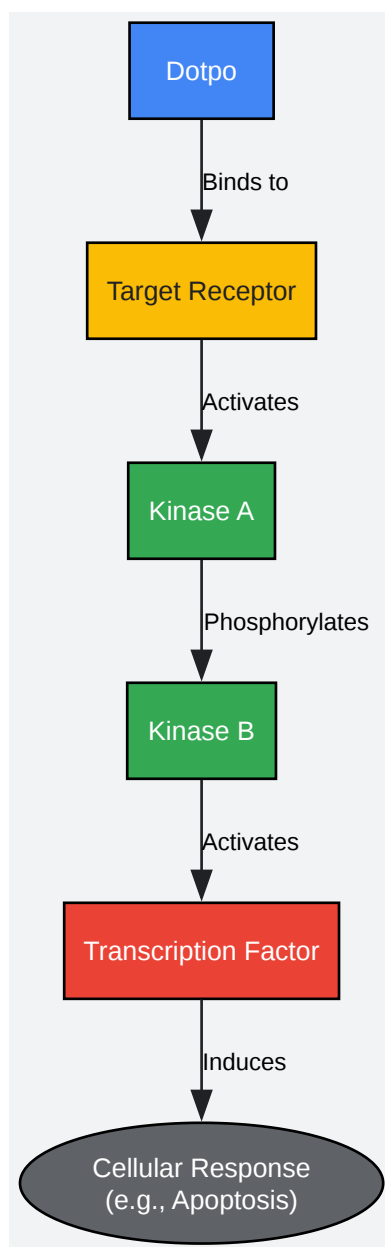 Dotpo
Binds to
Target Receptor
Activates
Kinase A
Phosphorylates
Kinase B
Activates
Transcription Factor
Induces
Cellular Response
(e.g., Apoptosis)